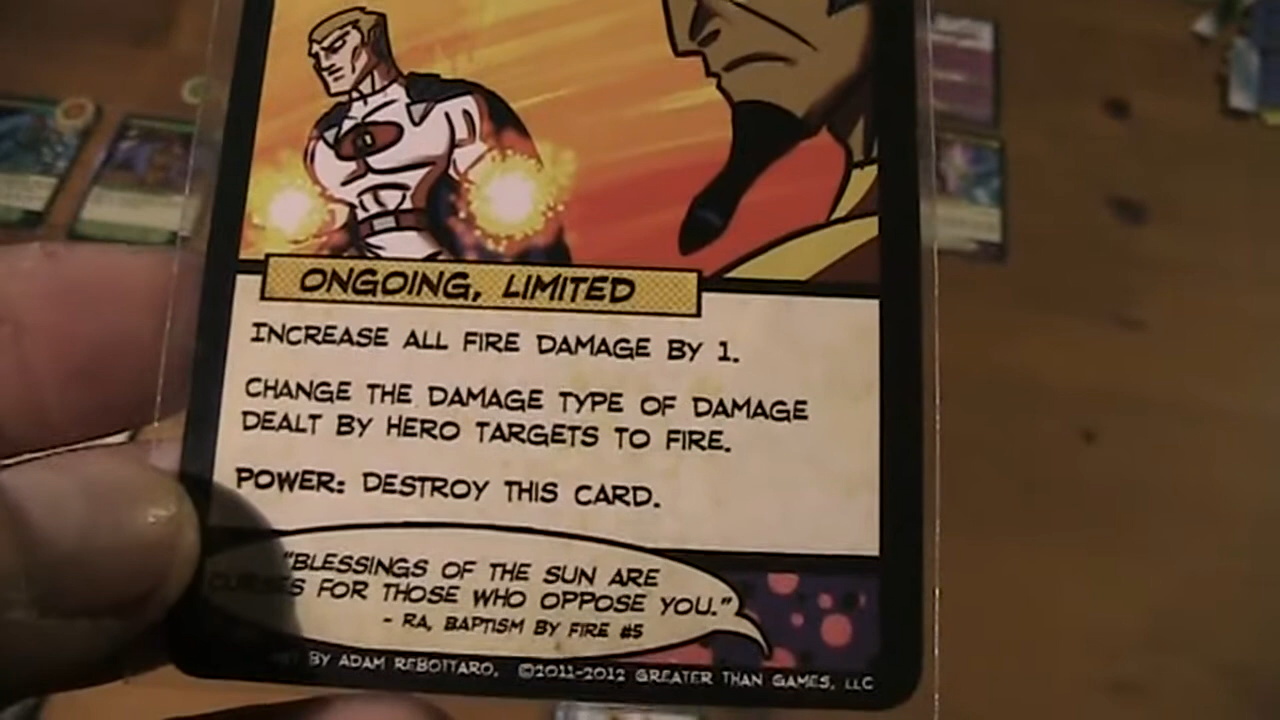 ONGOING, LIMITED
INCREASE ALL FIRE DAMAGE BY 1.
CHANGE THE DAMAGE TYPE OF DAMAGE
DEALT BY HERO TARGETS TO FIRE.
POWER: DESTROY THIS CARD.
"BLESSINGS OF THE SUN ARE
CURSES FOR THOSE WHO OPPOSE YOU."
- RA, BAPTISM BY FIRE #5
BY ADAM REBOTTARO, ©2011-2012 GREATER THAN GAMES, LLC